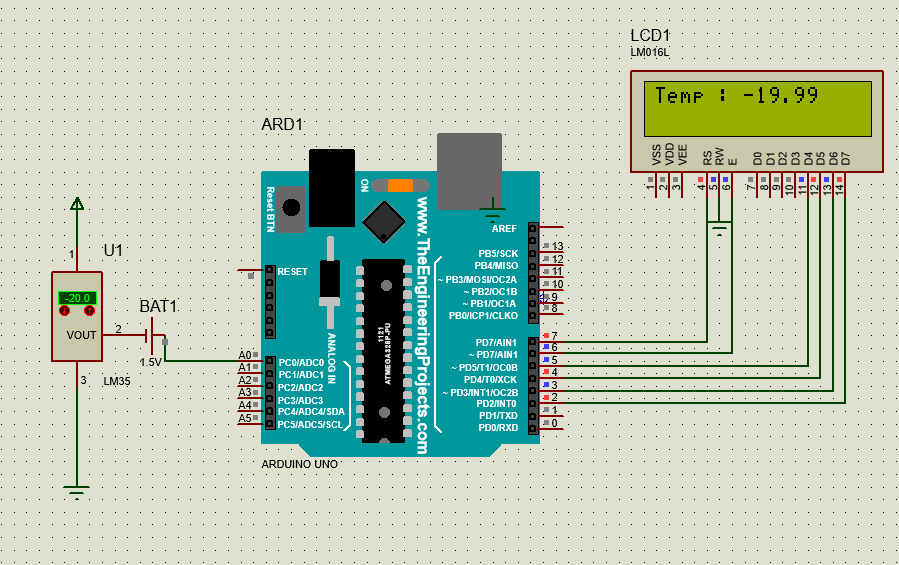 LCD1
LM016L
Temp : -19.99
VSS
VDD
VEE
RS
RW
E
D0
D1
D2
D3
D4
D5
D6
D7
1
2
3
4
5
6
7
8
9
10
11
12
13
14
ARD1
ON
Reset BTN
www.TheEngineeringProjects.com
AREF
RESET
PB5/SCK
13
PB4/MISO
12
~ PB3/MOSI/OC2A
11
~ PB2/OC1B
10
~ PB1/OC1A
9
PB0/ICP1/CLKO
8
1121
ATMEGA328P-PU
ANALOG IN
PD7/AIN1
7
~ PD7/AIN1
6
~ PD5/T1/OC0B
5
PD4/T0/XCK
4
~ PD3/INT1/OC2B
3
PD2/INT0
2
PD1/TXD
1
PD0/RXD
0
A0
PC0/ADC0
A1
PC1/ADC1
A2
PC2/ADC2
A3
PC3/ADC3
A4
PC4/ADC4/SDA
A5
PC5/ADC5/SCL
ARDUINO UNO
U1
1
-20.0
VOUT
2
3
LM35
BAT1
1.5V